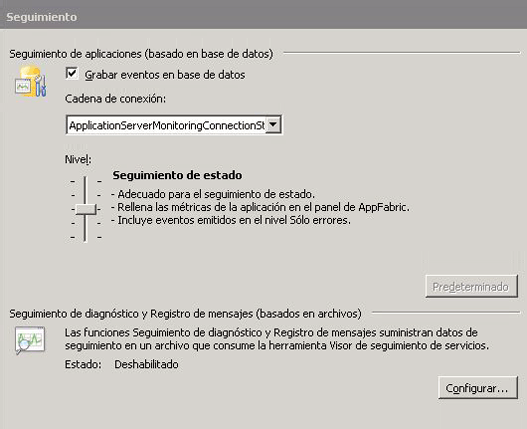 Seguimiento
Seguimiento de aplicaciones (basado en base de datos)
Grabar eventos en base de datos
Cadena de conexión:
ApplicationServerMonitoringConnectionSt
Nivel:
Seguimiento de estado
- Adecuado para el seguimiento de estado.
- Rellena las métricas de la aplicación en el panel de AppFabric.
- Incluye eventos emitidos en el nivel Sólo errores.
Predeterminado
Seguimiento de diagnóstico y Registro de mensajes (basados en archivos)
Las funciones Seguimiento de diagnóstico y Registro de mensajes suministran datos de
seguimiento en un archivo que consume la herramienta Visor de seguimiento de servicios.
Estado: Deshabilitado
Configurar...